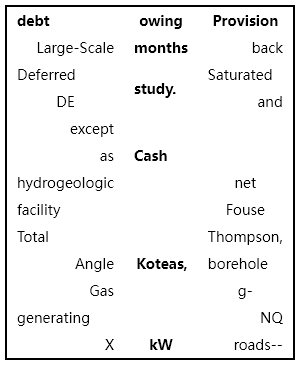 debt owing Provision
Large-Scale months back
Deferred Saturated
study.
DE and
except
as Cash
hydrogeologic net
facility Fouse
Total Thompson,
Angle Koteas, borehole
Gas g-
generating NQ
X kW roads--